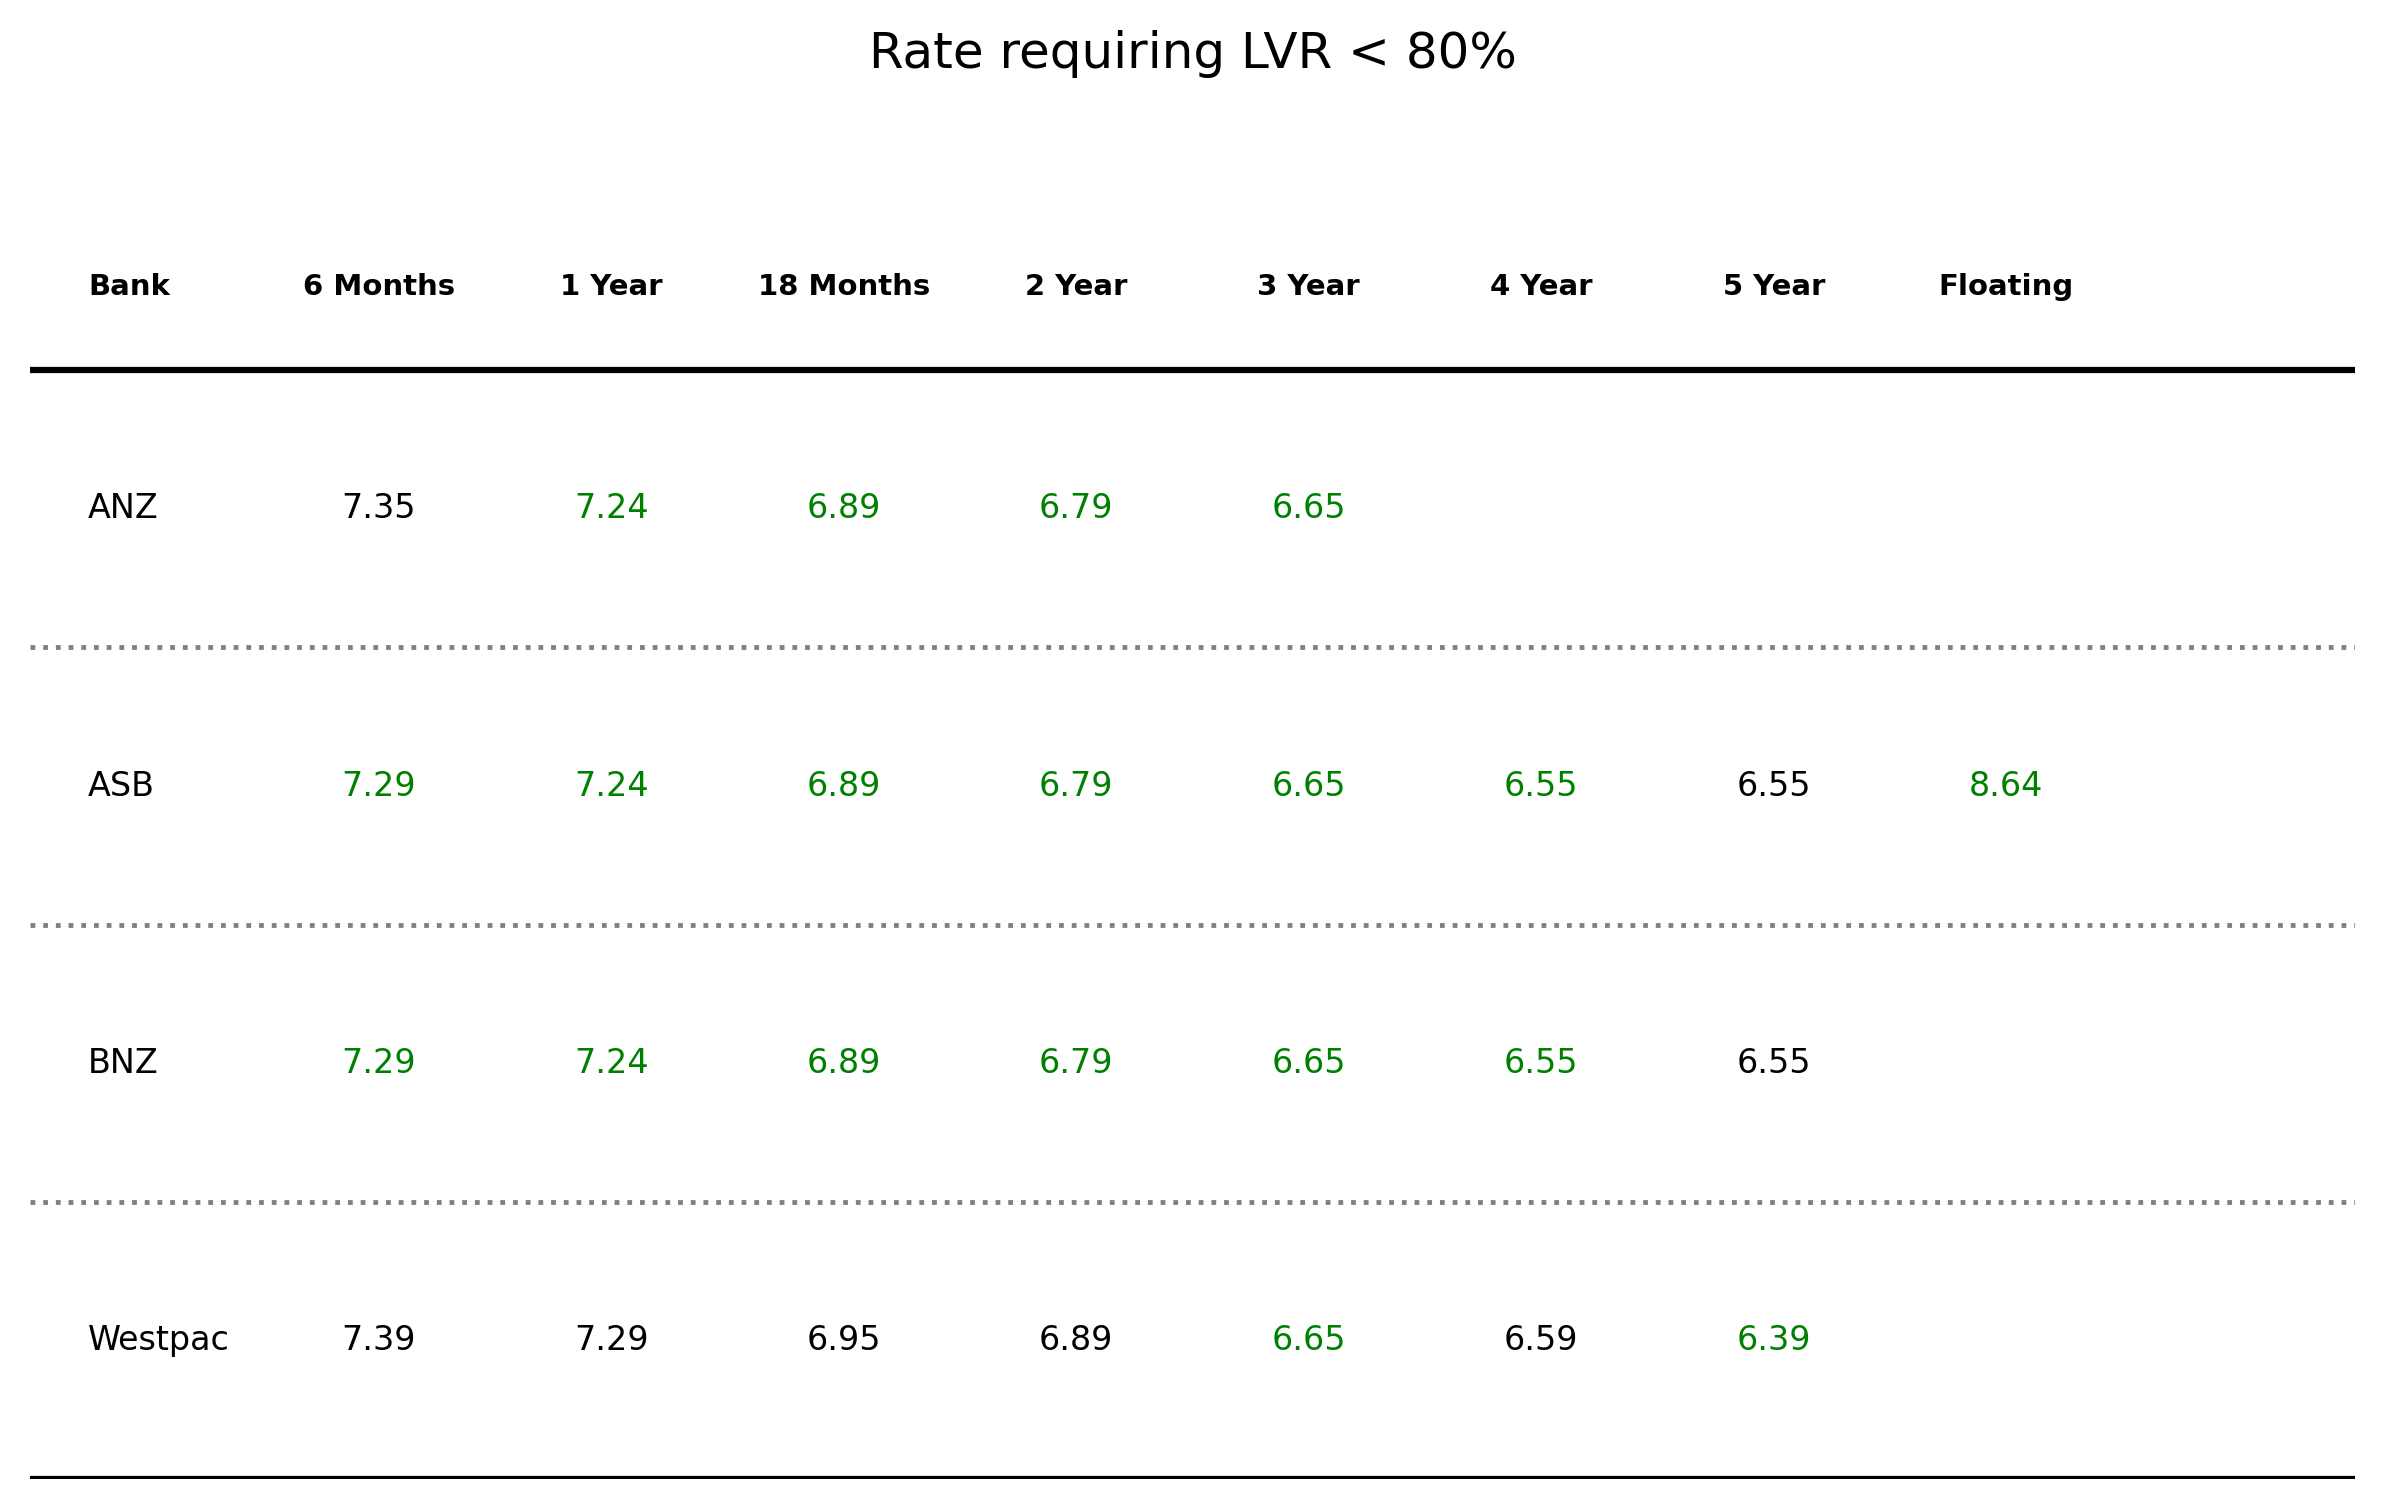 Rate requiring LVR < 80%
Bank 6 Months 1 Year 18 Months 2 Year 3 Year 4 Year 5 Year Floating
ANZ 7.35 7.24 6.89 6.79 6.65
ASB 7.29 7.24 6.89 6.79 6.65 6.55 6.55 8.64
BNZ 7.29 7.24 6.89 6.79 6.65 6.55 6.55
Westpac 7.39 7.29 6.95 6.89 6.65 6.59 6.39